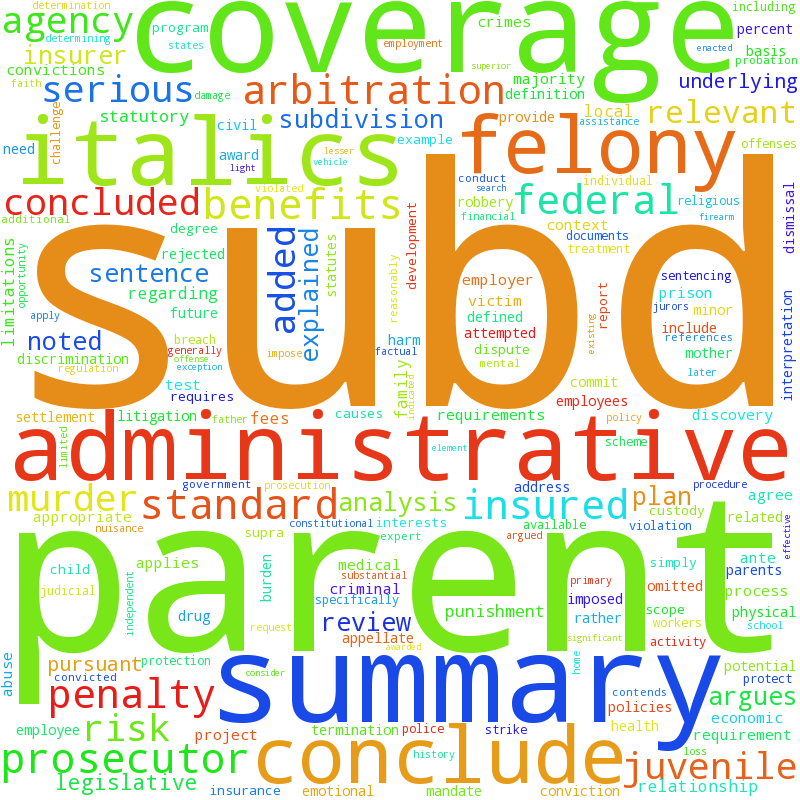 determination
including
agency
program
coverage
crimes
percent
determining
states
employment
enacted
basis
insurer
superior
probation
convictions
faith
serious
damage
arbitration
majority
definition
underlying
statutory
challenge
subdivision
provide
local
relevant
civil
italics
example
assistance
felony
offenses
need
award
lesser
vehicle
light
violated
conduct
search
individual
concluded
benefits
robbery
federal
religious
dismissal
additional
financial
firearm
degree
added
explained
statutes
development
context
documents
treatment
limitations
opportunity
rejected
reasonably
subd
sentence
employer
sentencing
regarding
victim
prison
report
apply
future
defined
jurors
minor
interpretation
noted
breach
harm
attempted
existing
include
references
generally
factual
dispute
mother
discrimination
offense
exception
impose
mental
regulation
test
family
indicated
commit
later
requires
employees
settlement
litigation
father
fees
causes
requirements
policy
discovery
limited
administrative
scheme
element
government
prosecution
address
procedure
murder
standard
analysis
insured
plan
agree
appropriate
constitutional
interests
available
violation
custody
related
nuisance
supra
expert
argued
effective
parent
applies
medical
simply
ante
child
independent
burden
substantial
primary
parents
judicial
criminal
omitted
process
specifically
imposed
drug
punishment
scope
physical
request
review
rather
workers
school
appellate
significant
activity
abuse
pursuant
protection
awarded
summary
home
potential
convicted
consider
contends
protect
penalty
policies
argues
employee
risk
project
termination
police
strike
health
economic
requirement
prosecutor
history
conclude
loss
juvenile
legislative
insurance
emotional
mandate
conviction
relationship